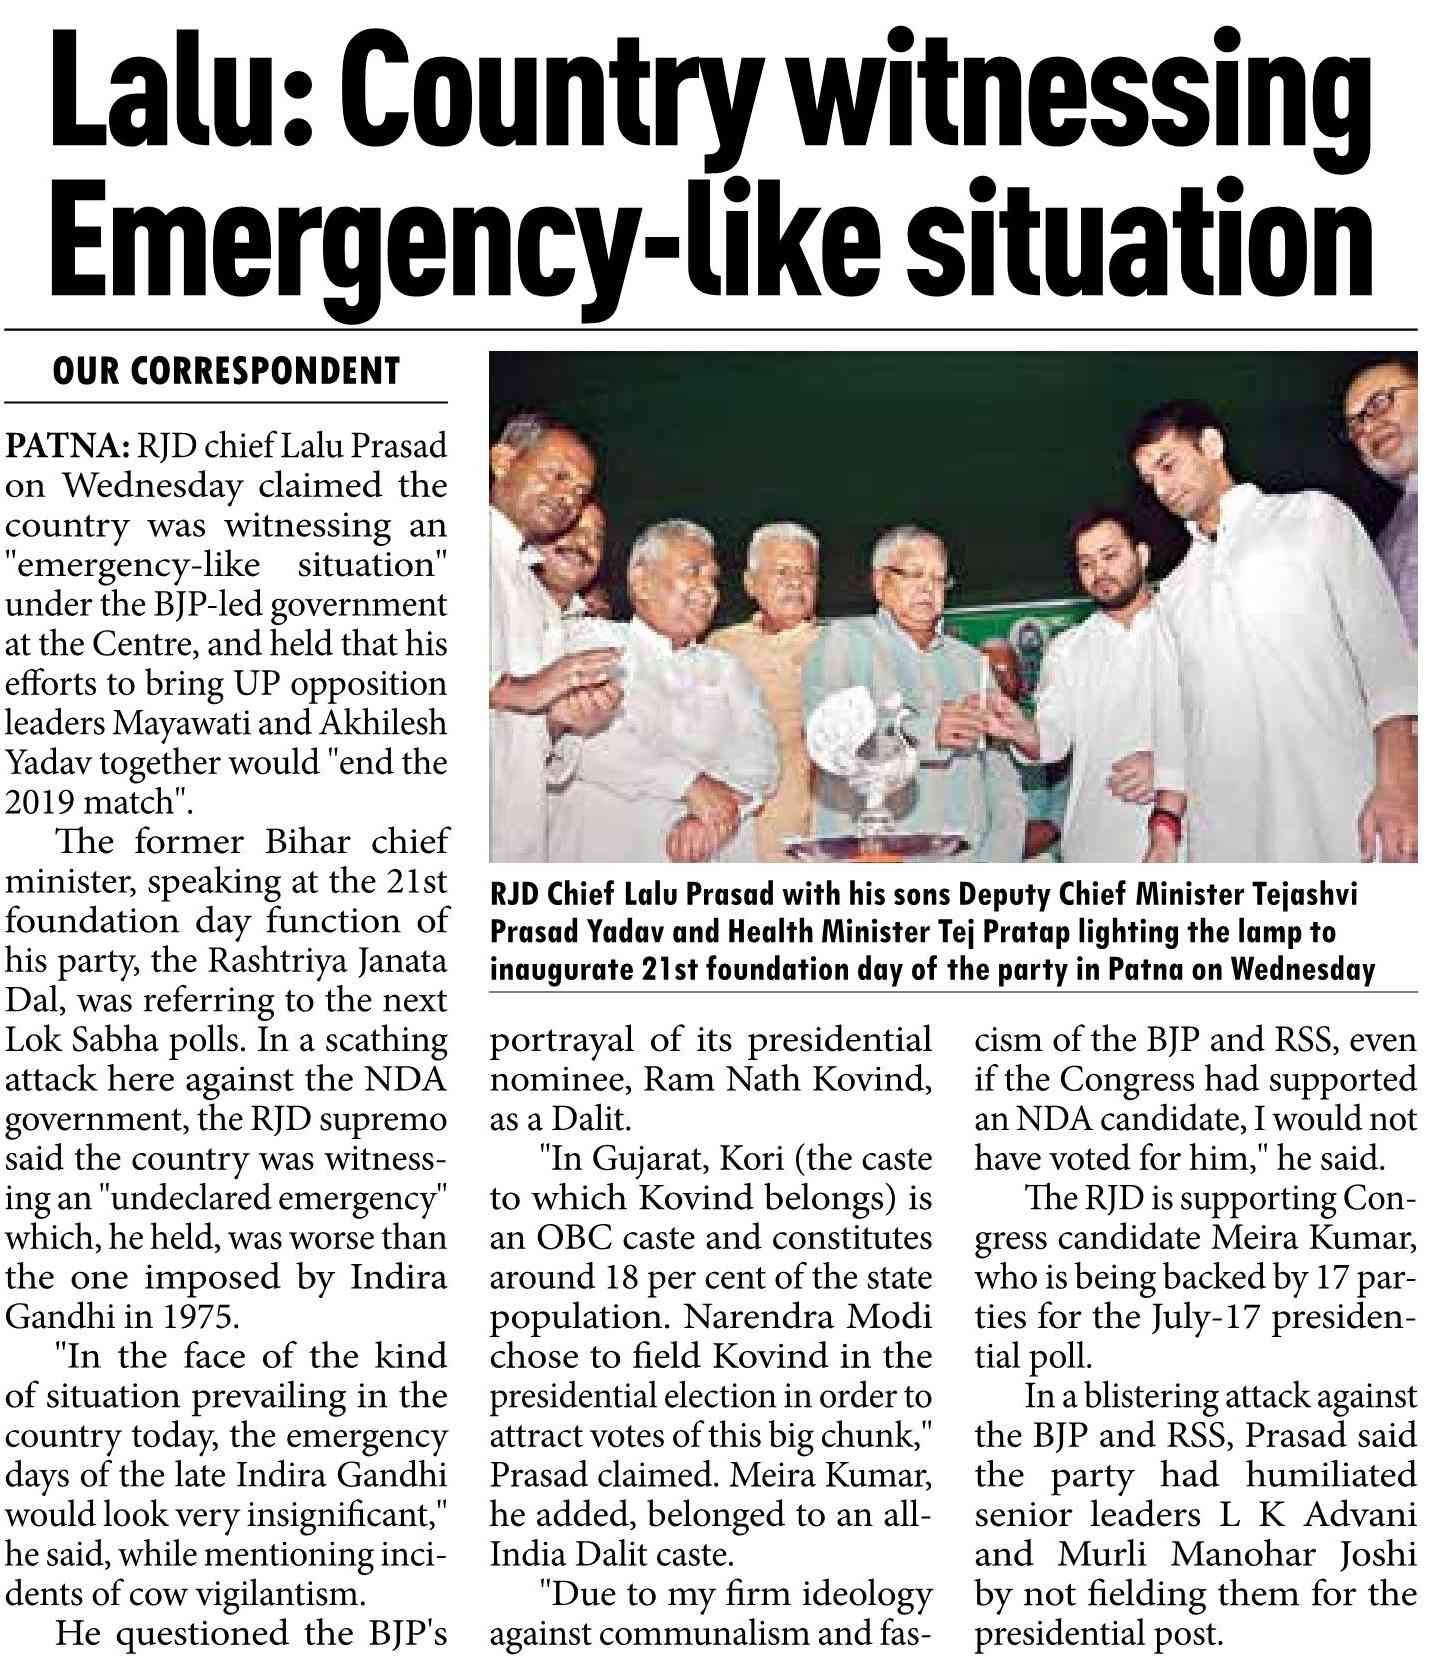 Lalu: Country witnessing
Emergency-like situation
OUR CORRESPONDENT
PATNA: RJD chief Lalu Prasad
on Wednesday claimed the
country was witnessing an
"emergency-like situation"
under the BJP-led government
at the Centre, and held that his
efforts to bring UP opposition
leaders Mayawati and Akhilesh
Yadav together would "end the
2019 match".
The former Bihar chief
minister, speaking at the 21st
foundation day function of
his party, the Rashtriya Janata
Dal, was referring to the next
Lok Sabha polls. In a scathing
attack here against the NDA
government, the RJD supremo
said the country was witness-
ing an "undeclared emergency"
which, he held, was worse than
the one imposed by Indira
Gandhi in 1975.
"In the face of the kind
of situation prevailing in the
country today, the emergency
days of the late Indira Gandhi
would look very insignificant,"
he said, while mentioning inci-
dents of cow vigilantism.
He questioned the BJP's
RJD Chief Lalu Prasad with his sons Deputy Chief Minister Tejashvi
Prasad Yadav and Health Minister Tej Pratap lighting the lamp to
inaugurate 21st foundation day of the party in Patna on Wednesday
portrayal of its presidential
nominee, Ram Nath Kovind,
as a Dalit.
"In Gujarat, Kori (the caste
to which Kovind belongs) is
an OBC caste and constitutes
around 18 per cent of the state
population. Narendra Modi
chose to field Kovind in the
presidential election in order to
attract votes of this big chunk,"
Prasad claimed. Meira Kumar,
he added, belonged to an all-
India Dalit caste.
"Due to my firm ideology
against communalism and fas-
cism of the BJP and RSS, even
if the Congress had supported
an NDA candidate, I would not
have voted for him," he said.
The RJD is supporting Con-
gress candidate Meira Kumar,
who is being backed by 17 par-
ties for the July-17 presiden-
tial poll.
In a blistering attack against
the BJP and RSS, Prasad said
the party had humiliated
senior leaders L K Advani
and Murli Manohar Joshi
by not fielding them for the
presidential post.